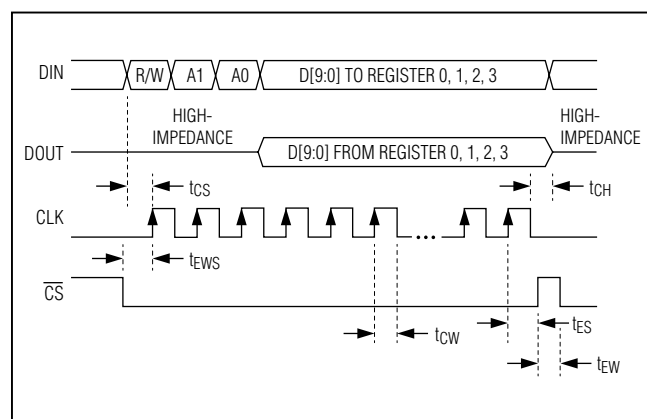 DIN R/W A1 A0 D[9:0] TO REGISTER 0, 1, 2, 3
HIGH-
IMPEDANCE
HIGH-
IMPEDANCE
DOUT D[9:0] FROM REGISTER 0, 1, 2, 3
tCS
tCH
CLK
tEWS
CS
tCW
tES
tEW